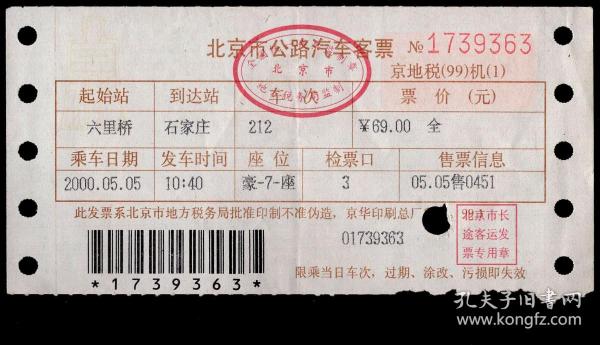 北京市公路汽车客票 № 1739363
北京市
京地税(99)机(1)
起始站 到达站 车次 票价(元)
六里桥 石家庄 212 ￥69.00 全
乘车日期 发车时间 座位 检票口 售票信息
2000.05.05 10:40 豪-7-座 3 05.05售0451
此发票系北京市地方税务局批准印制不准伪造，京华印刷总厂
01739363
北京市长
途客运发
票专用章
*1739363*
限乘当日车次，过期、涂改、污损即失效
孔夫子旧书网
www.kongfz.com